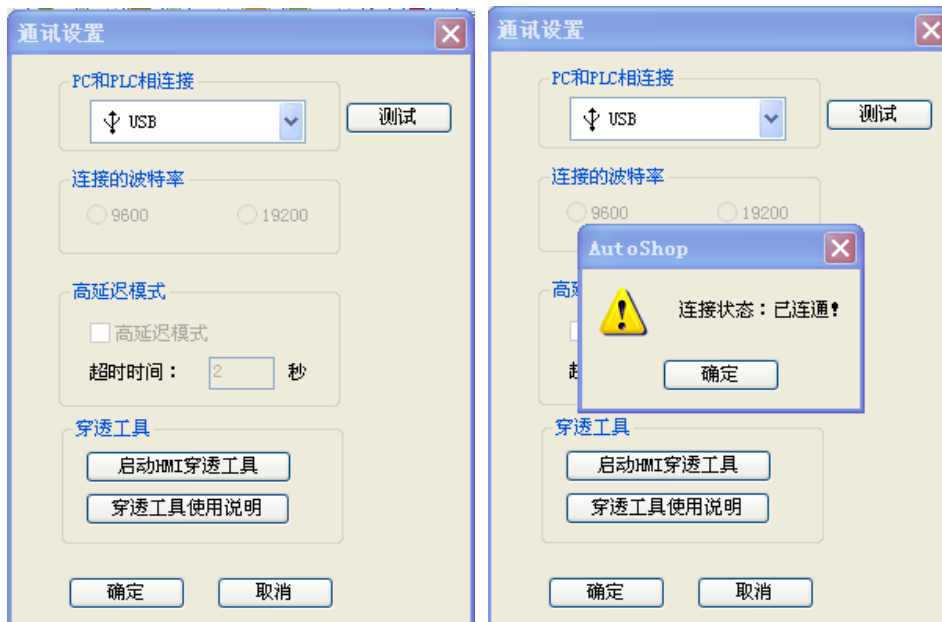 通讯设置
PC和PLC相连接
USB
测试
连接的波特率
9600
19200
高延迟模式
高延迟模式
超时时间：
2
秒
穿透工具
启动HMI穿透工具
穿透工具使用说明
确定
取消
通讯设置
PC和PLC相连接
USB
测试
连接的波特率
9600
19200
AutoShop
高
连接状态：已连通!
确定
穿透工具
启动HMI穿透工具
穿透工具使用说明
确定
取消